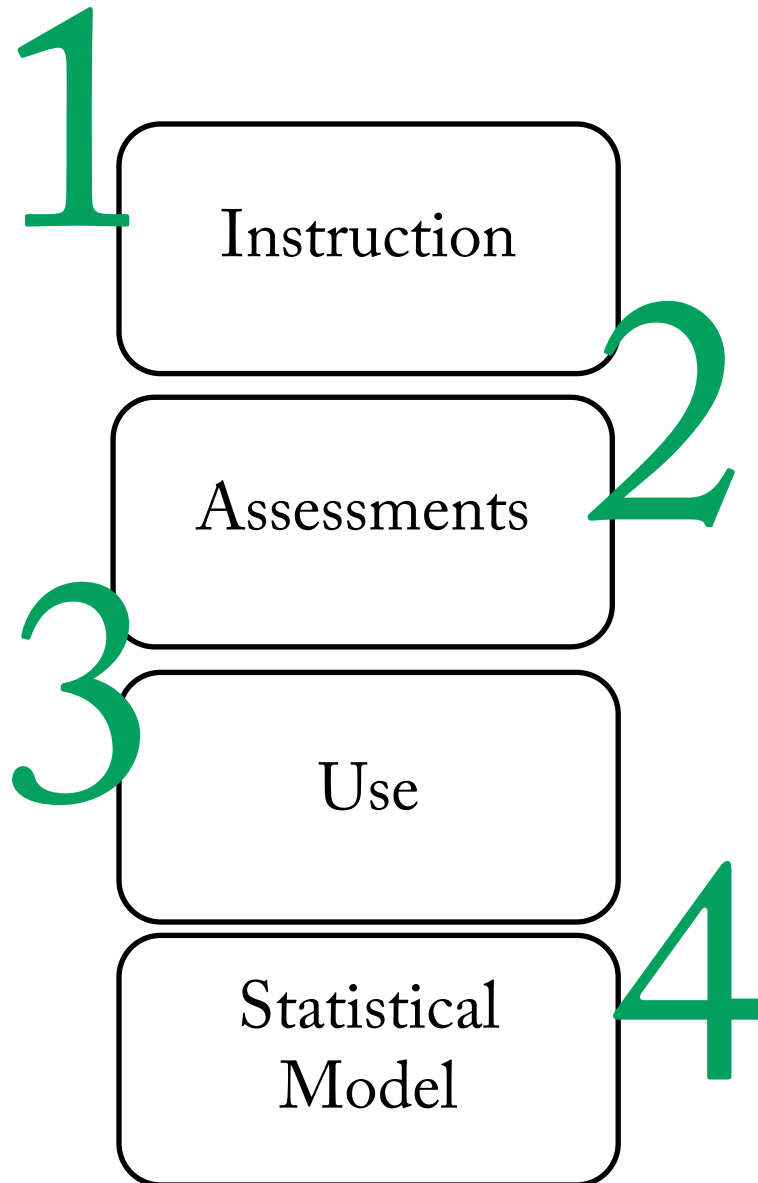 1
Instruction
2
Assessments
3
Use
4
Statistical
Model